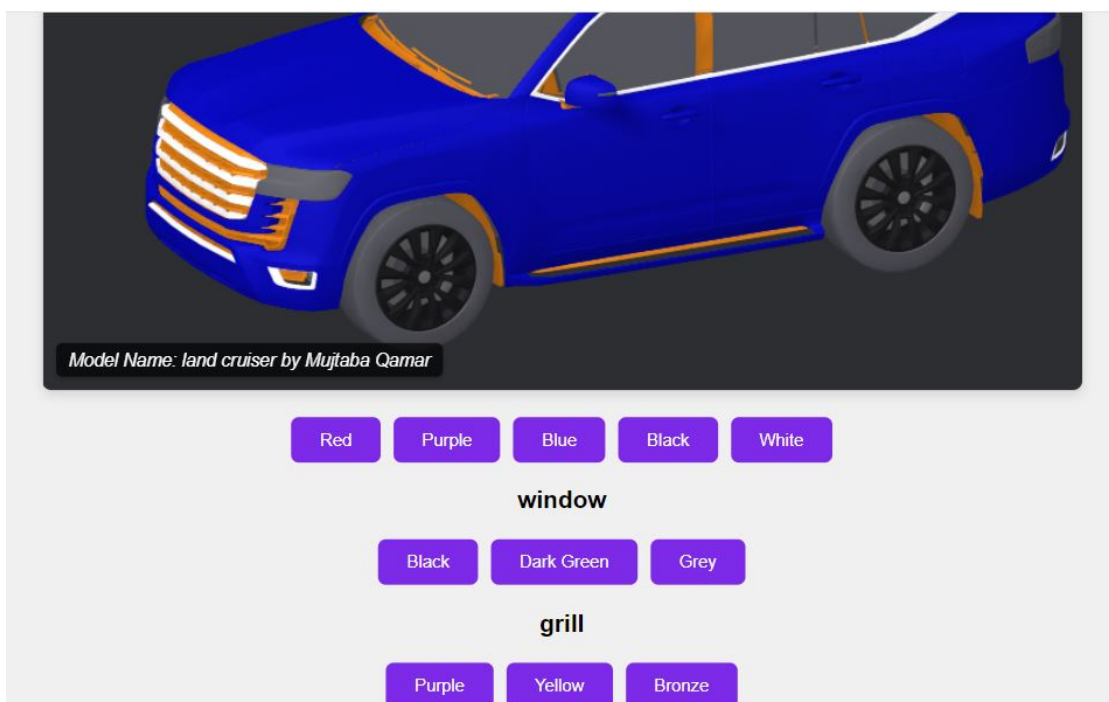 Model Name: land cruiser by Mujtaba Qamar
Red Purple Blue Black White
window
Black Dark Green Grey
grill
Purple Yellow Bronze